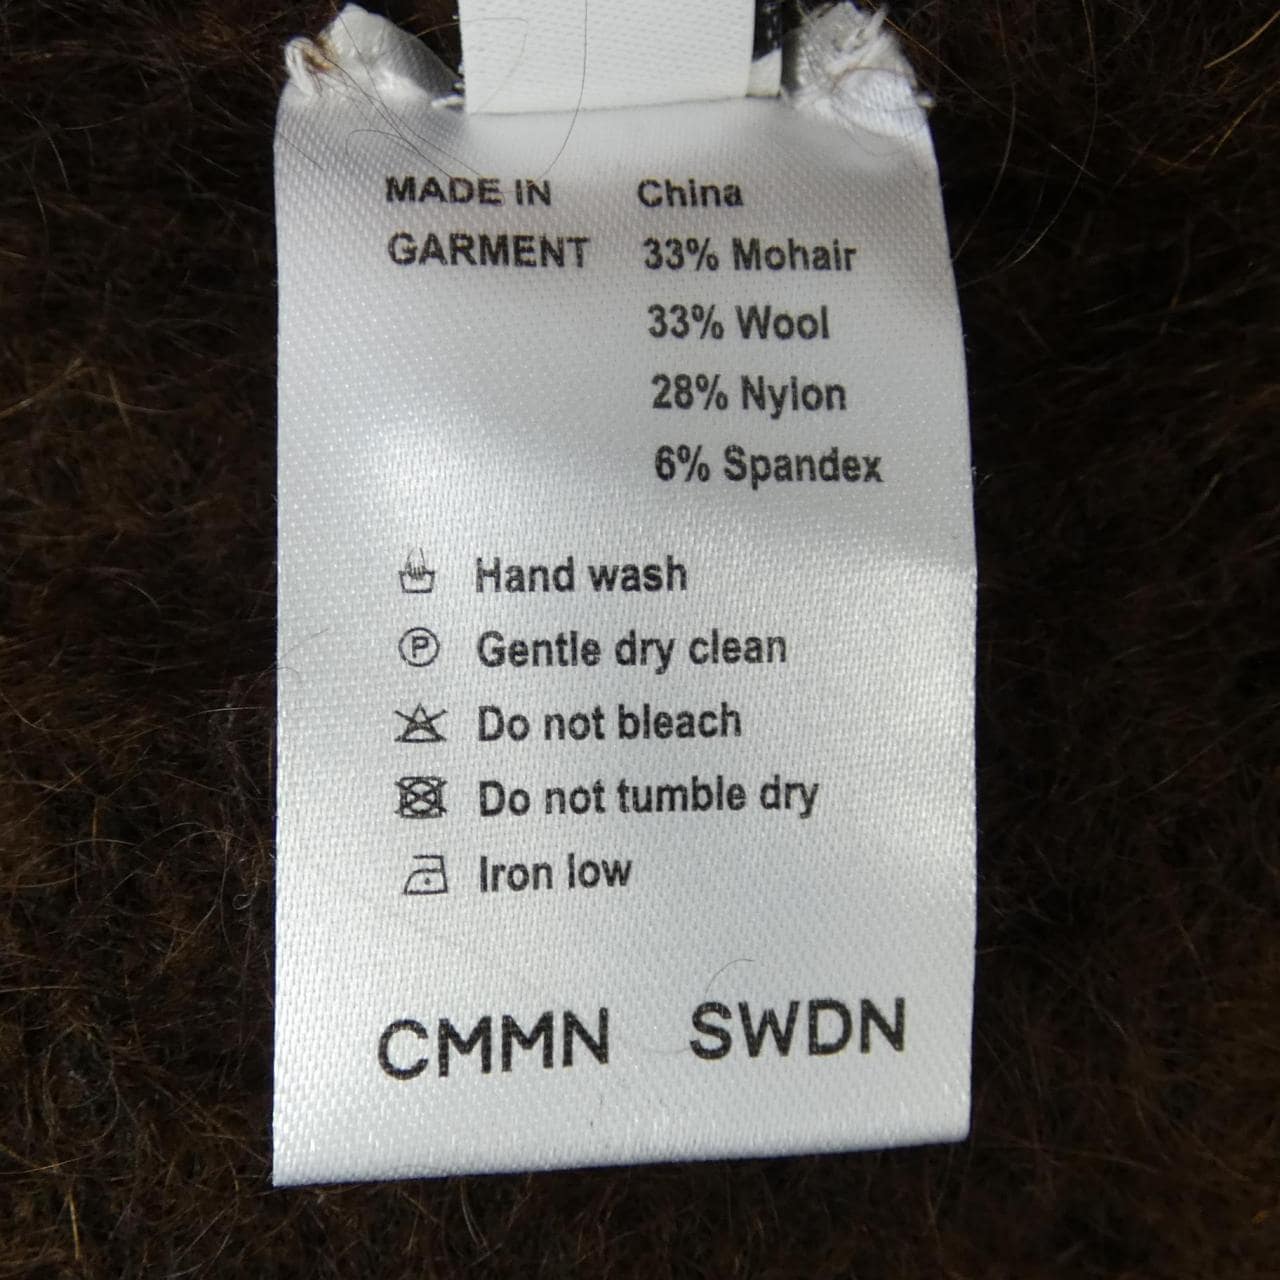 MADE IN China
GARMENT 33% Mohair
33% Wool
28% Nylon
6% Spandex
Hand wash
P Gentle dry clean
Do not bleach
Do not tumble dry
Iron low
CMMN SWDN